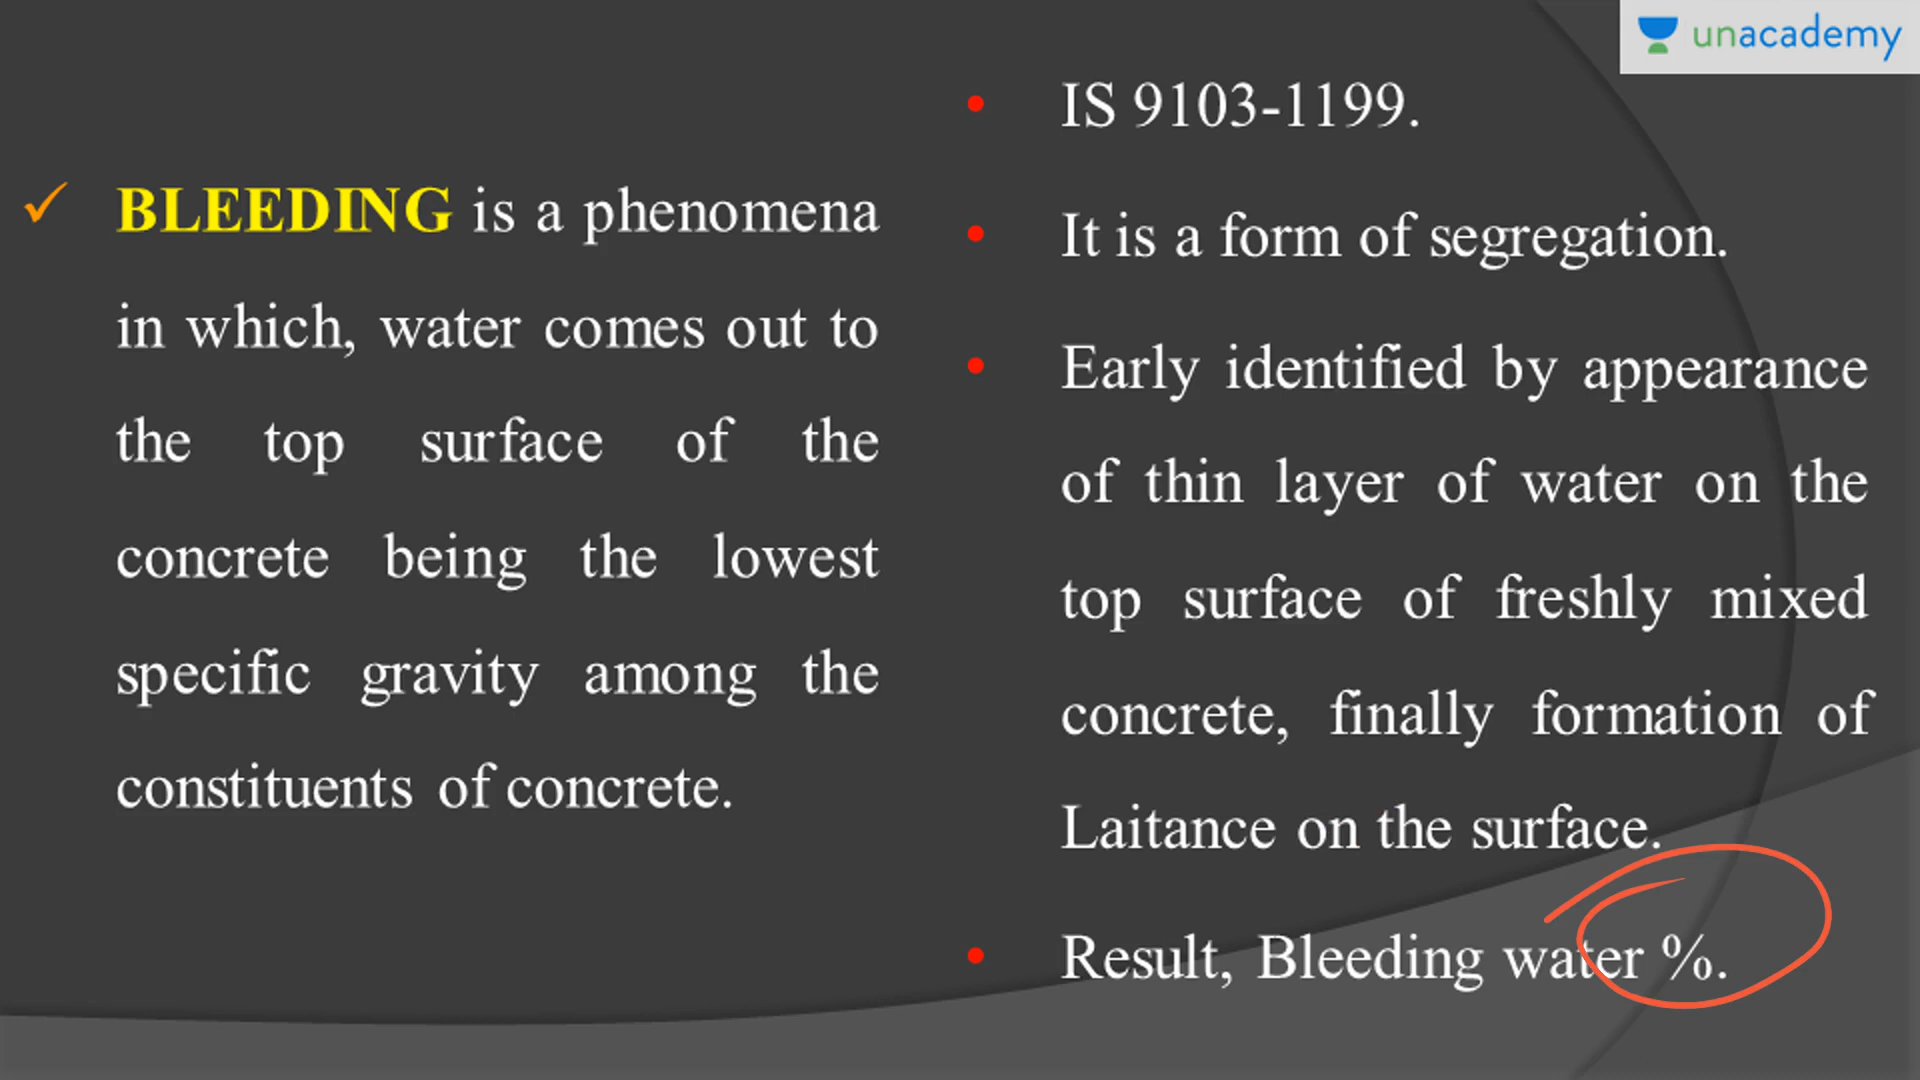 unacademy
BLEEDING is a phenomena
in which, water comes out to
the top surface of the
concrete being the lowest
specific gravity among the
constituents of concrete.
IS 9103-1199.
It is a form of segregation.
Early identified by appearance
of thin layer of water on the
top surface of freshly mixed
concrete, finally formation of
Laitance on the surface.
Result, Bleeding water %.